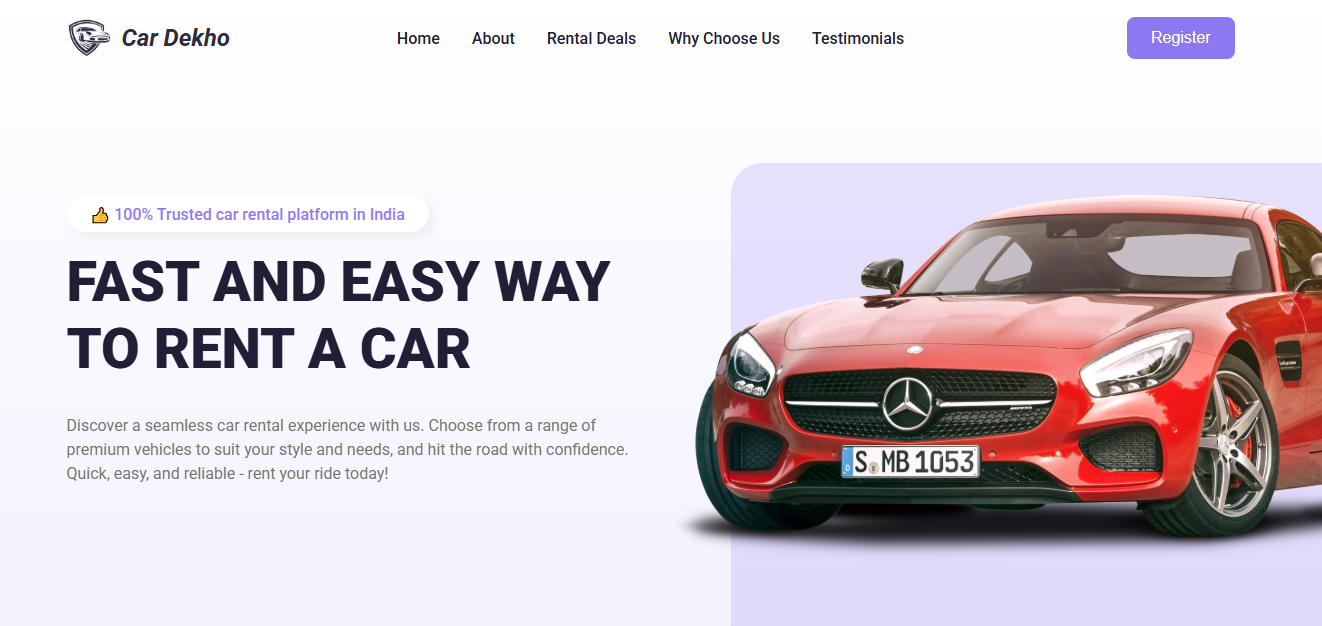 Car Dekho
Home About Rental Deals Why Choose Us Testimonials
Register
👍 100% Trusted car rental platform in India
FAST AND EASY WAY
TO RENT A CAR
Discover a seamless car rental experience with us. Choose from a range of
premium vehicles to suit your style and needs, and hit the road with confidence.
Quick, easy, and reliable - rent your ride today!
S MB 1053
D